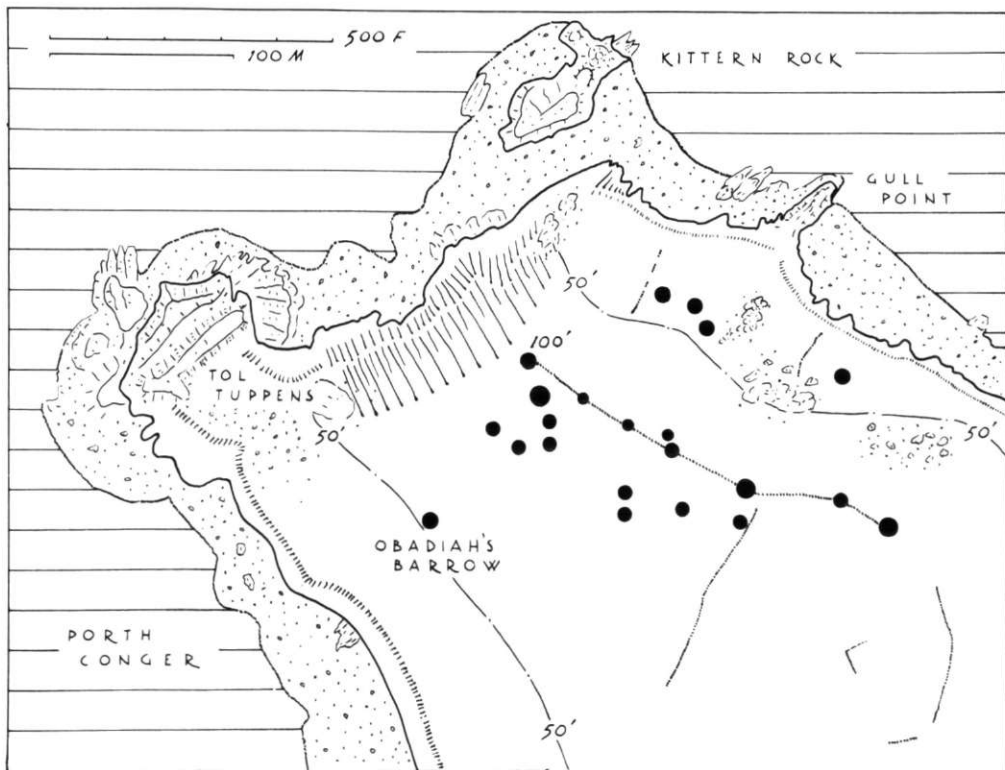 500 F
100 M
KITTERN ROCK
GULL
POINT
50'
100'
TOL
TUPPENS
50'
50'
OBADIAH'S
BARROW
PORTH
CONGER
50'